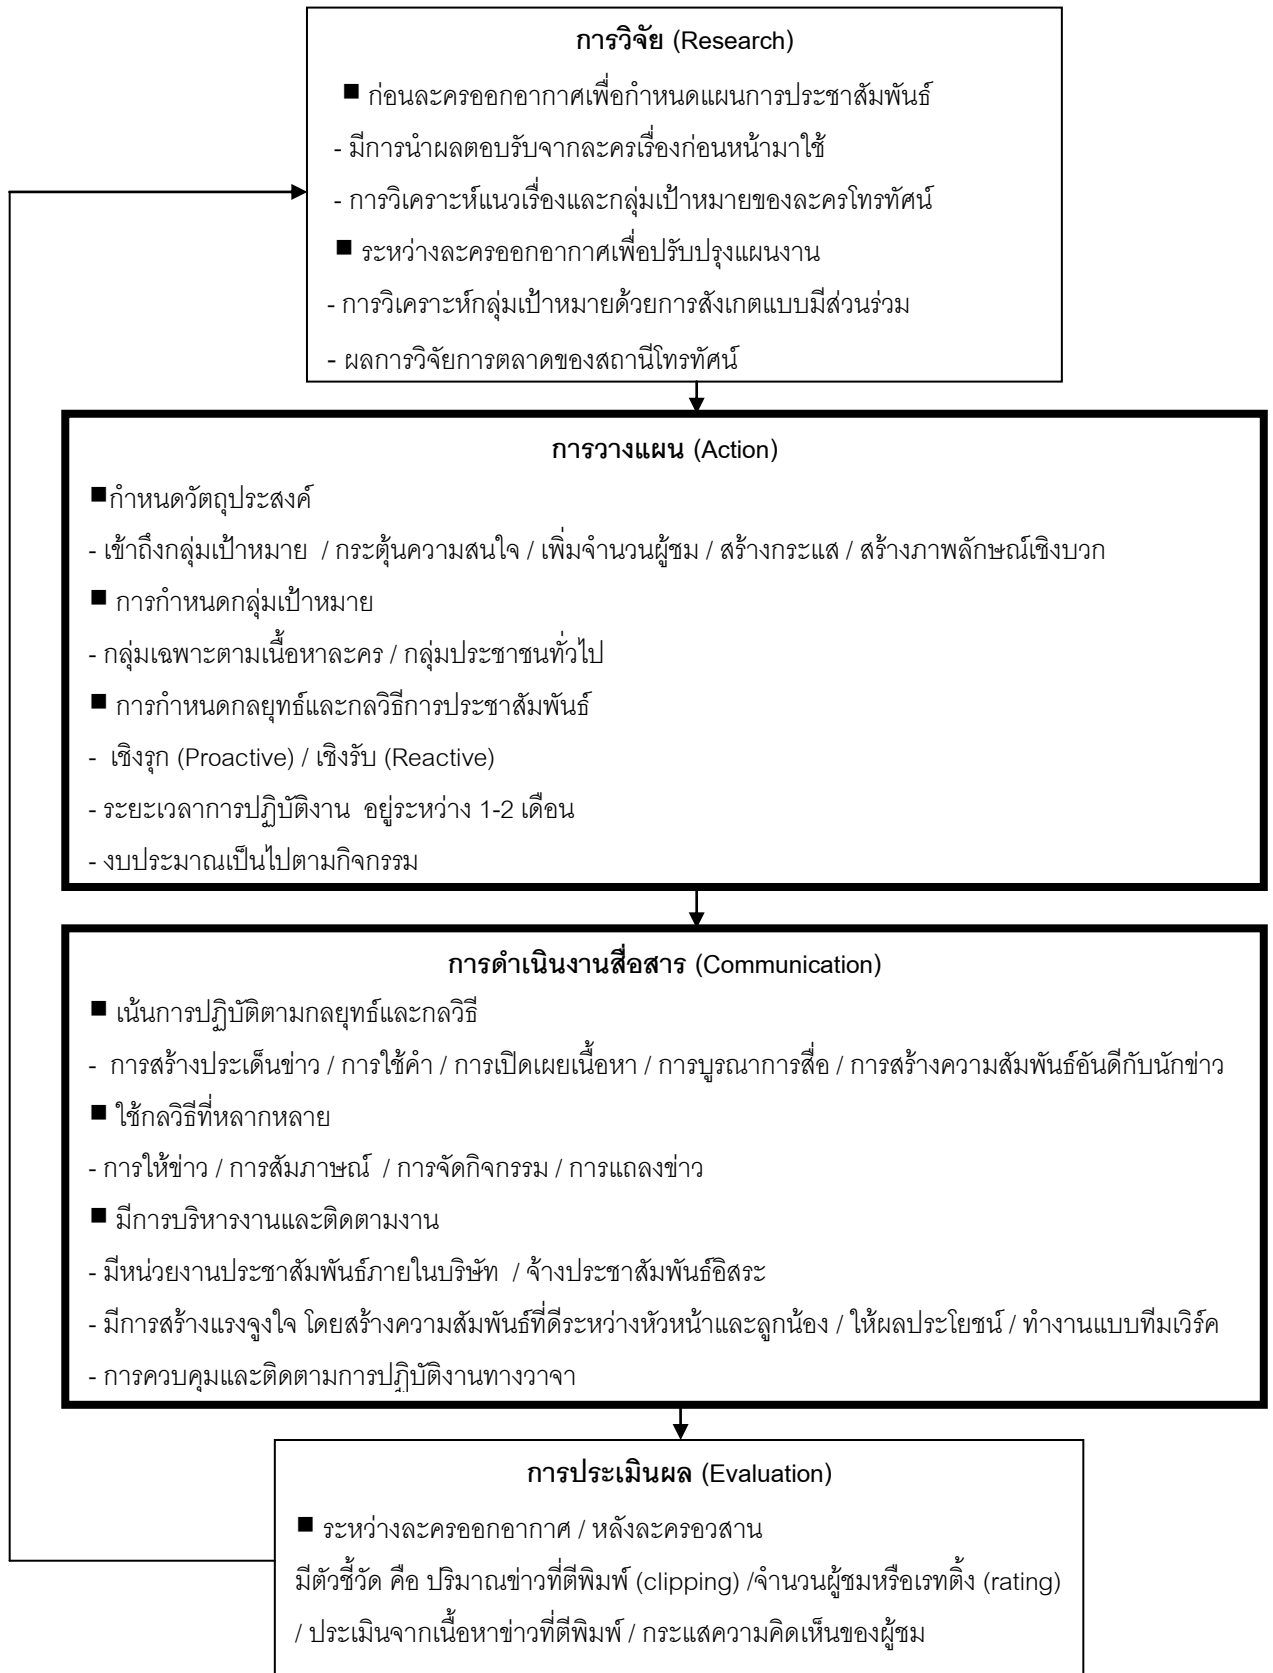 การวิจัย (Research)
■ ก่อนละครออกอากาศเพื่อกำหนดแผนการประชาสัมพันธ์
- มีการนำผลตอบรับจากละครเรื่องก่อนหน้ามาใช้
- การวิเคราะห์แนวเรื่องและกลุ่มเป้าหมายของละครโทรทัศน์
■ ระหว่างละครออกอากาศเพื่อปรับปรุงแผนงาน
- การวิเคราะห์กลุ่มเป้าหมายด้วยการสังเกตแบบมีส่วนร่วม
- ผลการวิจัยการตลาดของสถานีโทรทัศน์
การวางแผน (Action)
■กำหนดวัตถุประสงค์
- เข้าถึงกลุ่มเป้าหมาย / กระตุ้นความสนใจ / เพิ่มจำนวนผู้ชม / สร้างกระแส / สร้างภาพลักษณ์เชิงบวก
■ การกำหนดกลุ่มเป้าหมาย
- กลุ่มเฉพาะตามเนื้อหาละคร / กลุ่มประชาชนทั่วไป
■ การกำหนดกลยุทธ์และกลวิธีการประชาสัมพันธ์
- เชิงรุก (Proactive) / เชิงรับ (Reactive)
- ระยะเวลาการปฏิบัติงาน อยู่ระหว่าง 1-2 เดือน
- งบประมาณเป็นไปตามกิจกรรม
การดำเนินงานสื่อสาร (Communication)
■ เน้นการปฏิบัติตามกลยุทธ์และกลวิธี
- การสร้างประเด็นข่าว / การใช้คำ / การเปิดเผยเนื้อหา / การบูรณาการสื่อ / การสร้างความสัมพันธ์อันดีกับนักข่าว
■ ใช้กลวิธีที่หลากหลาย
- การให้ข่าว / การสัมภาษณ์ / การจัดกิจกรรม / การแถลงข่าว
■ มีการบริหารงานและติดตามงาน
- มีหน่วยงานประชาสัมพันธ์ภายในบริษัท / จ้างประชาสัมพันธ์อิสระ
- มีการสร้างแรงจูงใจ โดยสร้างความสัมพันธ์ที่ดีระหว่างหัวหน้าและลูกน้อง / ให้ผลประโยชน์ / ทำงานแบบทีมเวิร์ค
- การควบคุมและติดตามการปฏิบัติงานทางวาจา
การประเมินผล (Evaluation)
■ ระหว่างละครออกอากาศ / หลังละครอวสาน
มีตัวชี้วัด คือ ปริมาณข่าวที่ตีพิมพ์ (clipping) /จำนวนผู้ชมหรือเรทติ้ง (rating)
/ ประเมินจากเนื้อหาข่าวที่ตีพิมพ์ / กระแสความคิดเห็นของผู้ชม